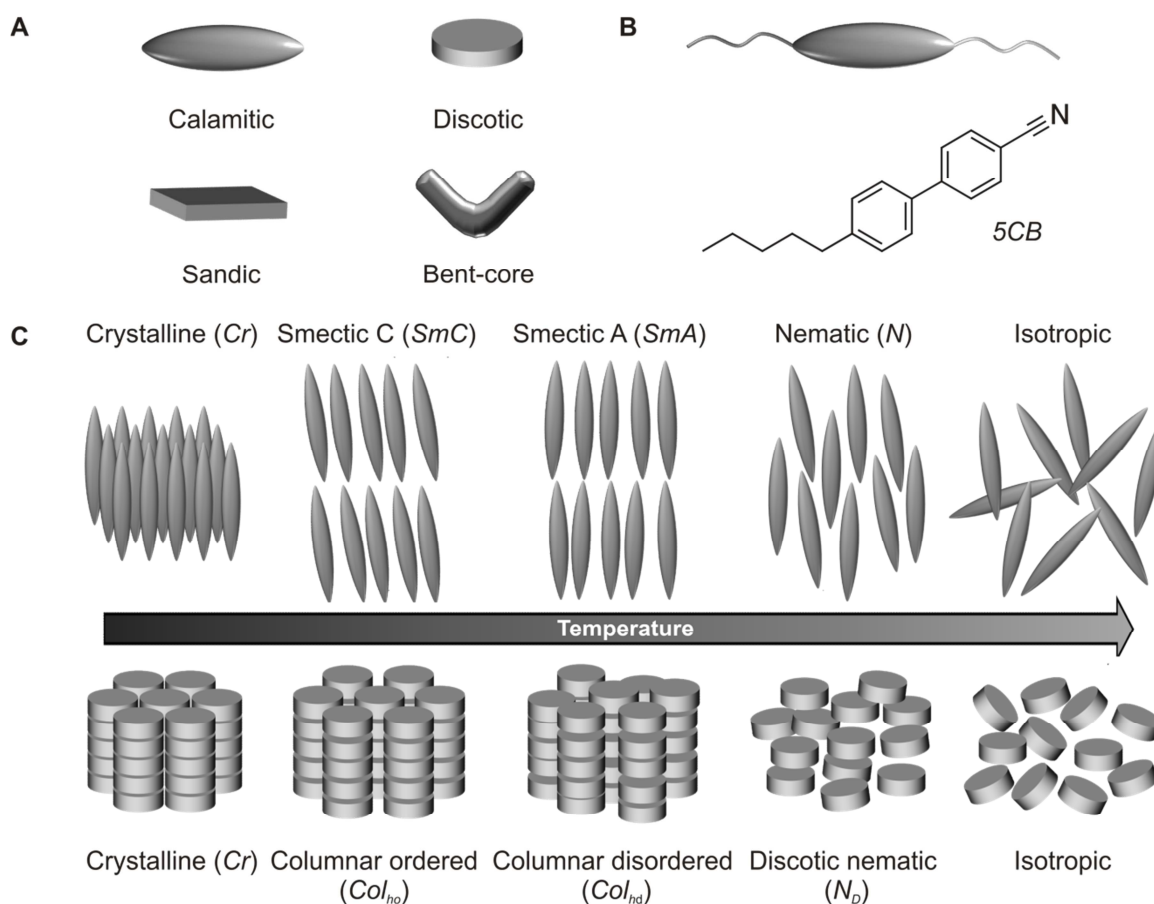 A
B
Calamitic
Discotic
N
5CB
Sandic
Bent-core
C
Crystalline (Cr)
Smectic C (SmC)
Smectic A (SmA)
Nematic (N)
Isotropic
Temperature
Crystalline (Cr)
Columnar ordered
(Colho)
Columnar disordered
(Colhd)
Discotic nematic
(ND)
Isotropic